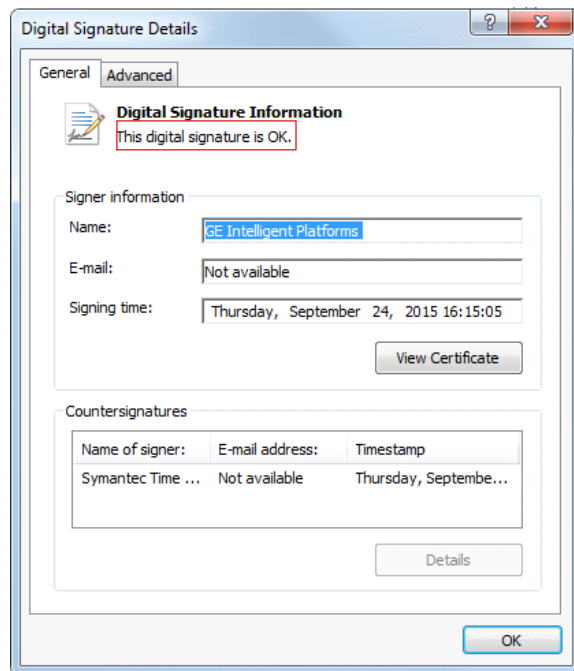 Digital Signature Details
General Advanced
Digital Signature Information
This digital signature is OK.
Signer information
Name: GE Intelligent Platforms
E-mail: Not available
Signing time: Thursday, September 24, 2015 16:15:05
View Certificate
Countersignatures
Name of signer: E-mail address: Timestamp
Symantec Time ... Not available Thursday, Septembe...
Details
OK